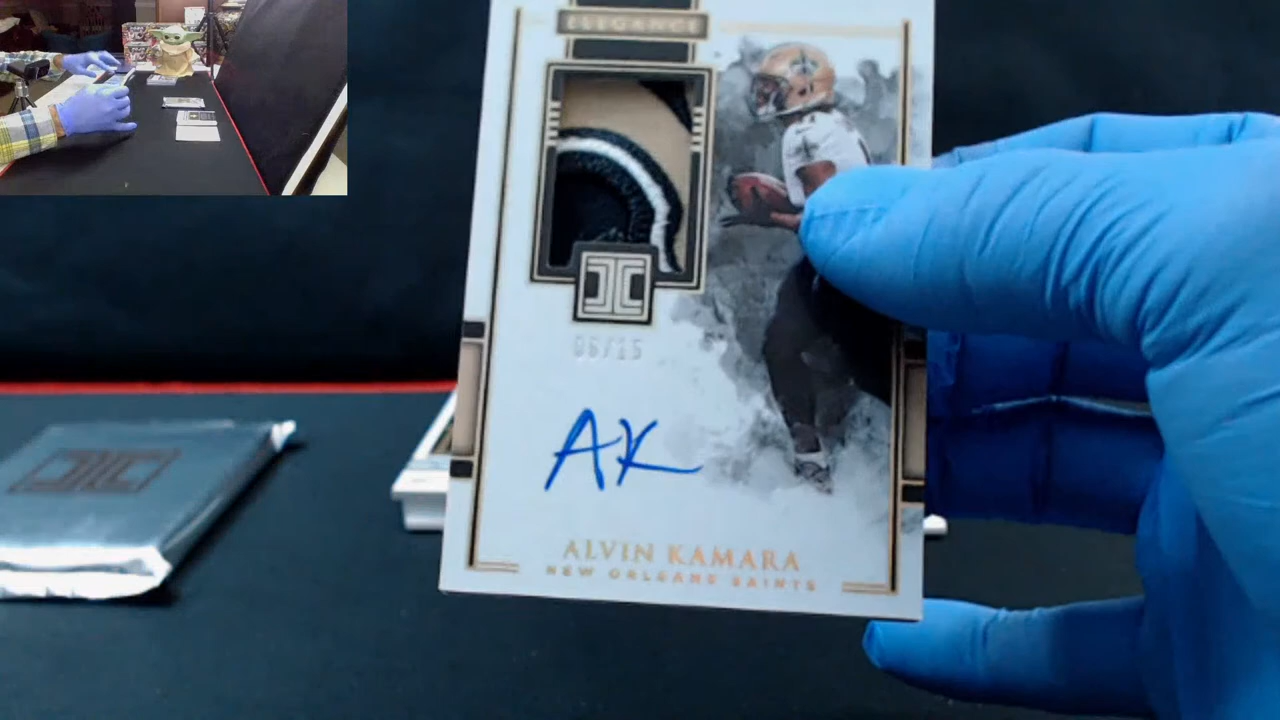 ELEGANCE
06/15
AK
ALVIN KAMARA
NEW ORLEANS SAINTS